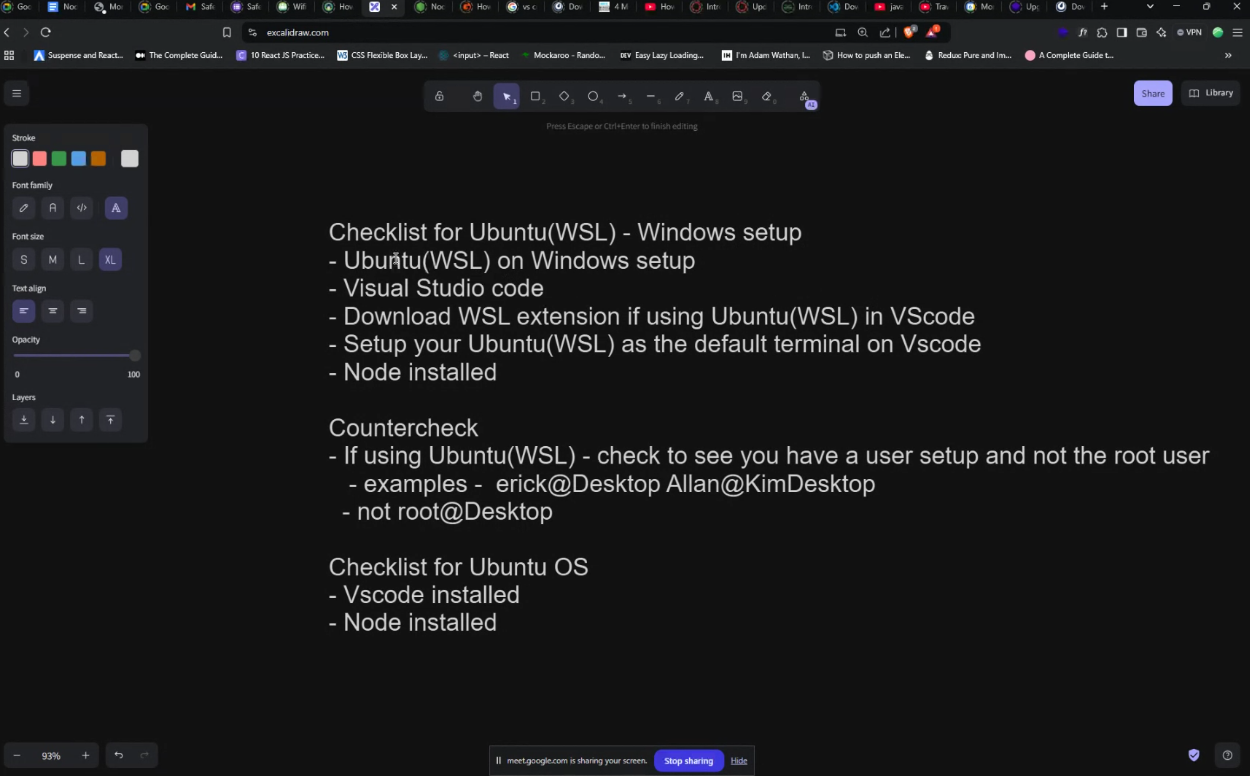 Goo
Noo
Mo
Goo
Safe
Safe
Wifi
How
Noc
How
vs c
Dov
4 M
Ho
Intr
Upc
Intr
Dov
java
Tra
Mo
Upg
Dov
excalidraw.com
VPN
Suspense and React...
The Complete Guid...
10 React JS Practice...
CSS Flexible Box Lay...
<input> – React
Mockaroo - Rando...
DEV Easy Lazy Loading...
I'm Adam Wathan, I...
How to push an Ele...
Redux Pure and Im...
A Complete Guide t...
Share
Library
Press Escape or Ctrl+Enter to finish editing
Stroke
Font family
Font size
S M L XL
Text align
Opacity
0 100
Layers
Checklist for Ubuntu(WSL) - Windows setup
- Ubuntu(WSL) on Windows setup
- Visual Studio code
- Download WSL extension if using Ubuntu(WSL) in VScode
- Setup your Ubuntu(WSL) as the default terminal on Vscode
- Node installed
Countercheck
- If using Ubuntu(WSL) - check to see you have a user setup and not the root user
- examples - erick@Desktop Allan@KimDesktop
- not root@Desktop
Checklist for Ubuntu OS
- Vscode installed
- Node installed
93%
meet.google.com is sharing your screen.
Stop sharing
Hide